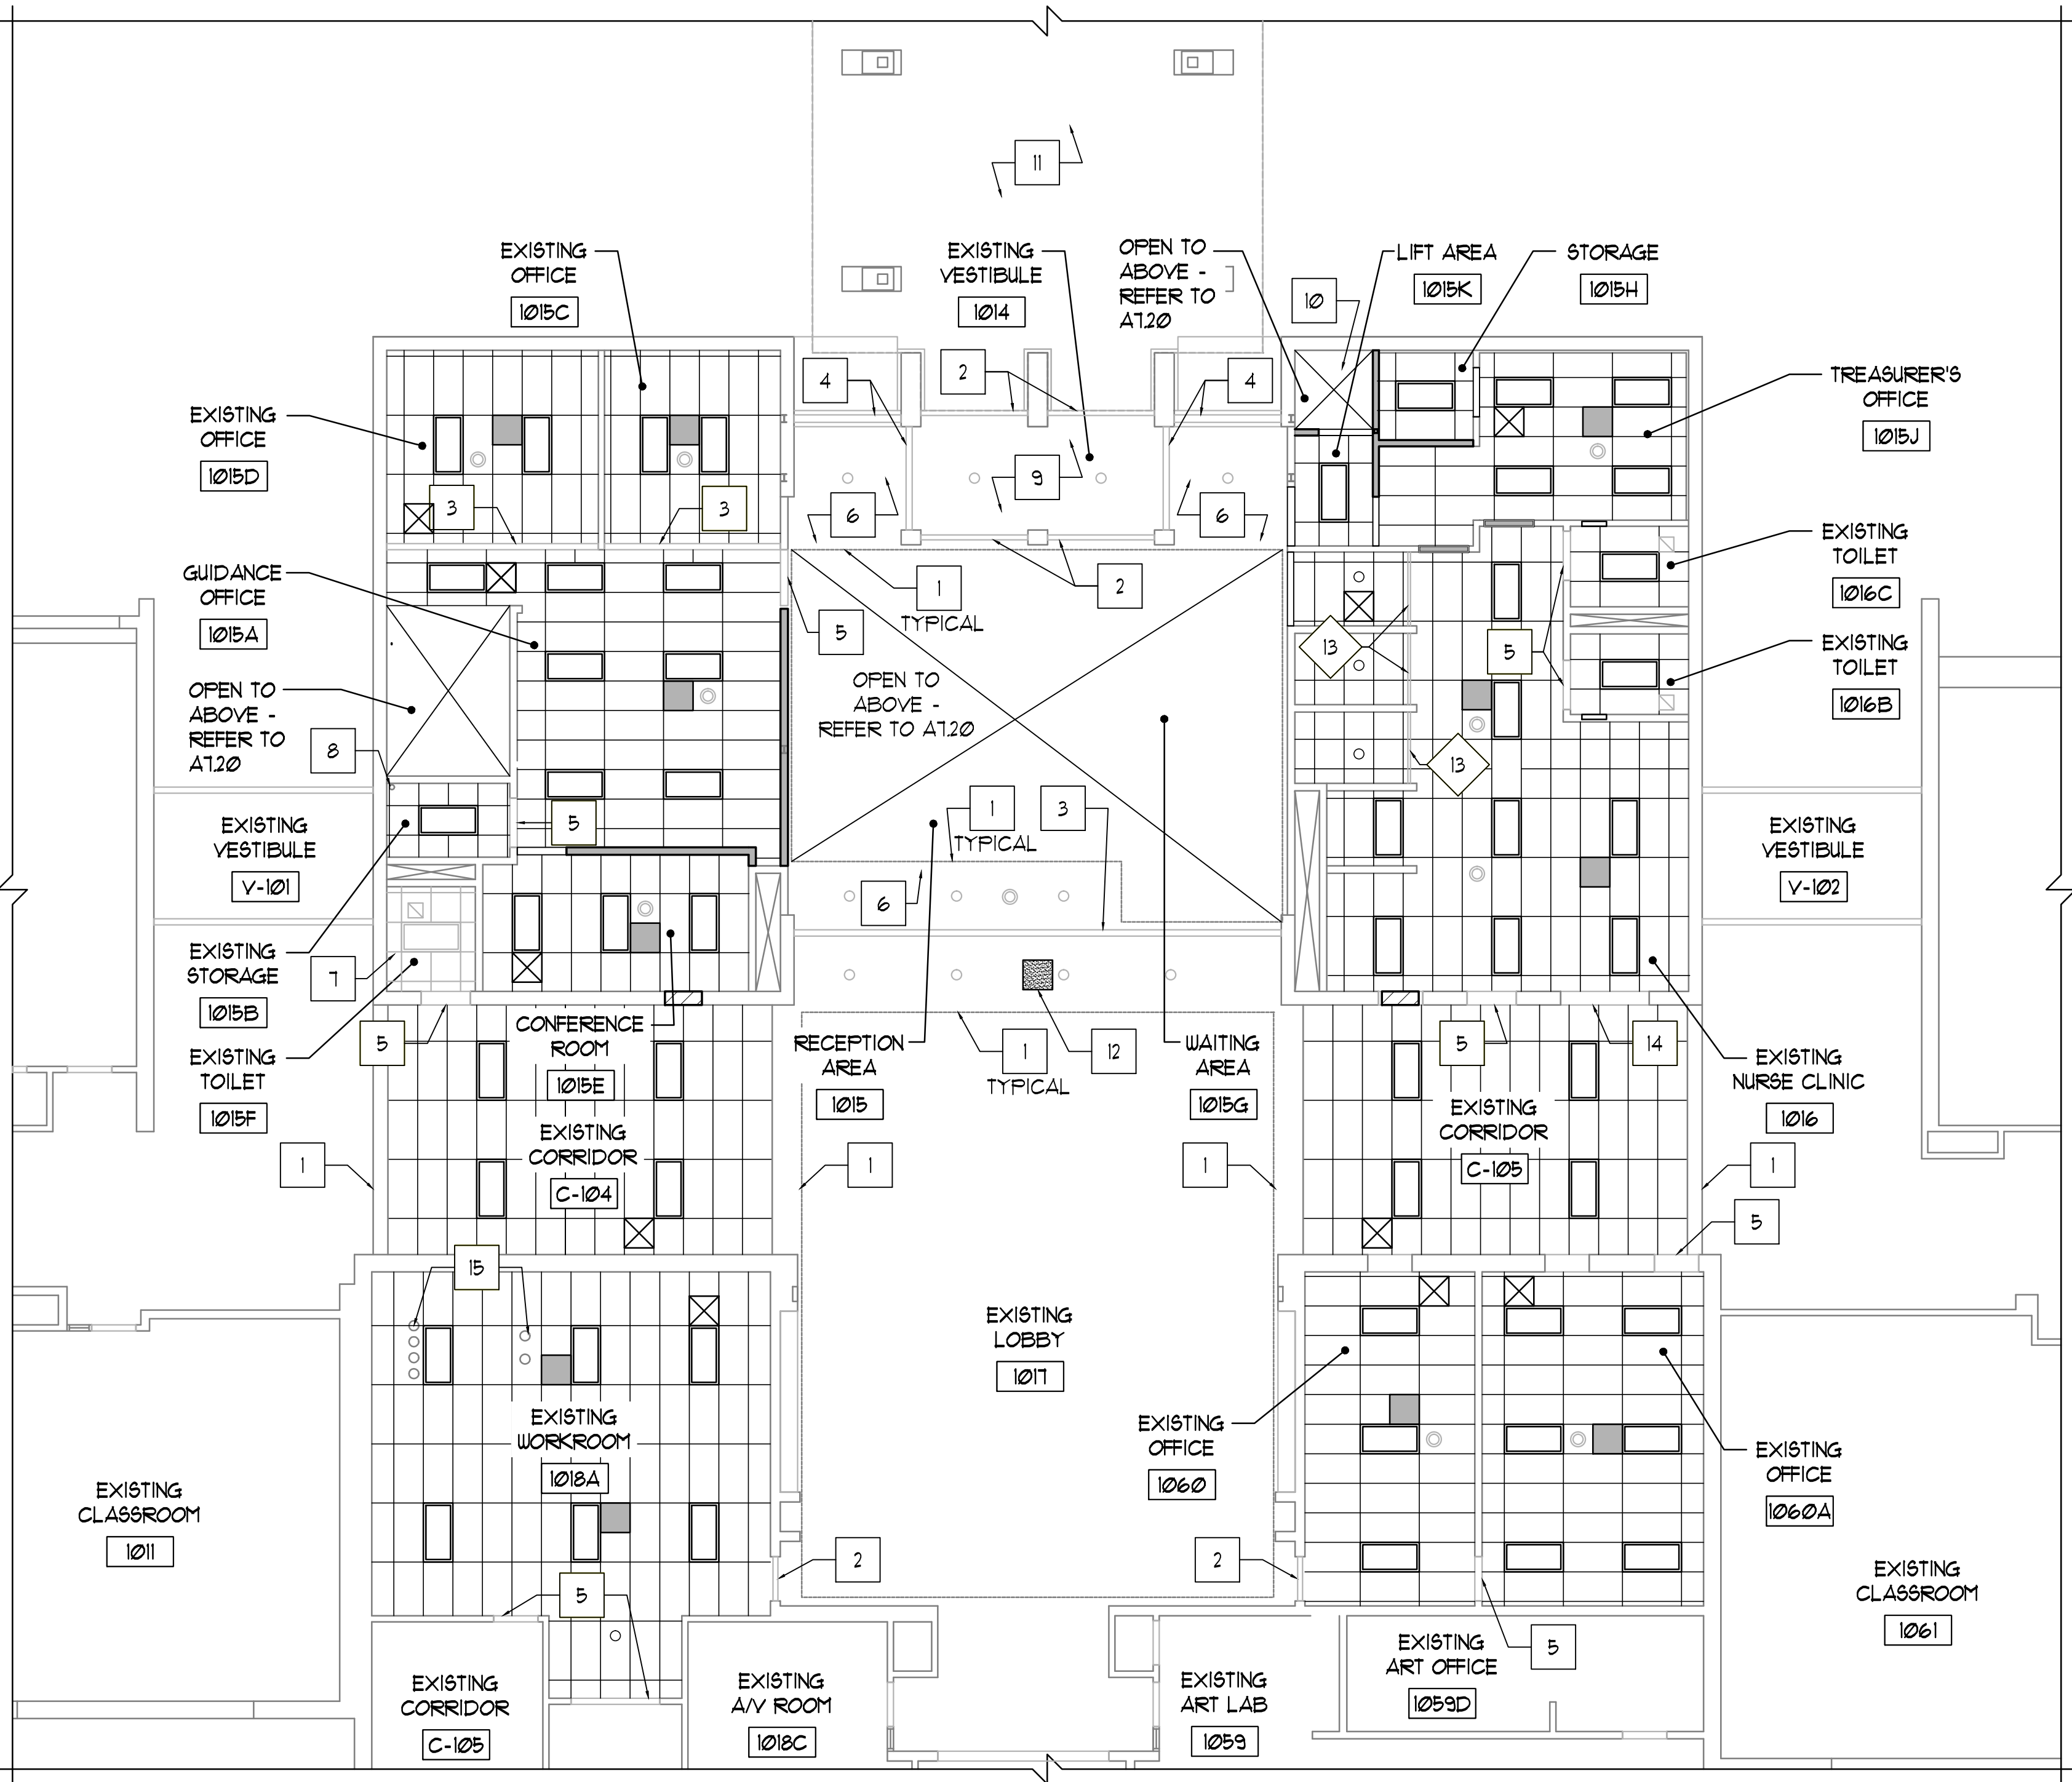 11
EXISTING
OFFICE
1015C
EXISTING
VESTIBULE
1014
OPEN TO
ABOVE -
REFER TO
A7.20
10
LIFT AREA
1015K
STORAGE
1015H
4
2
4
TREASURER'S
OFFICE
1015J
EXISTING
OFFICE
1015D
3
3
6
9
6
EXISTING
TOILET
1016C
GUIDANCE
OFFICE
1015A
1
TYPICAL
2
5
13
5
EXISTING
TOILET
1016B
OPEN TO
ABOVE -
REFER TO
A7.20
8
OPEN TO
ABOVE -
REFER TO A7.20
13
1
TYPICAL
3
5
EXISTING
VESTIBULE
V-101
EXISTING
VESTIBULE
V-102
6
EXISTING
STORAGE
1015B
7
EXISTING
TOILET
1015F
5
CONFERENCE
ROOM
1015E
RECEPTION
AREA
1015
1
TYPICAL
12
WAITING
AREA
1015G
5
14
EXISTING
NURSE CLINIC
1016
EXISTING
CORRIDOR
C-104
EXISTING
CORRIDOR
C-105
1
1
1
1
5
15
EXISTING
LOBBY
1017
EXISTING
WORKROOM
1018A
EXISTING
OFFICE
1060
EXISTING
OFFICE
1060A
EXISTING
CLASSROOM
1011
2
2
5
EXISTING
CLASSROOM
1061
EXISTING
CORRIDOR
C-105
EXISTING
A/V ROOM
1018C
EXISTING
ART LAB
1059
EXISTING
ART OFFICE
1059D
5